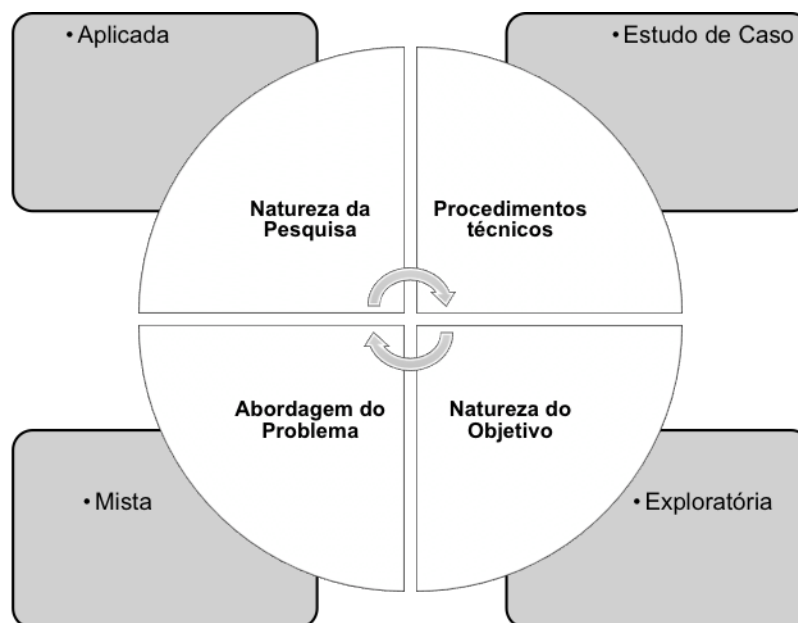 • Aplicada
• Estudo de Caso
Natureza da
Pesquisa
Procedimentos
técnicos
Abordagem do
Problema
Natureza do
Objetivo
• Mista
• Exploratória